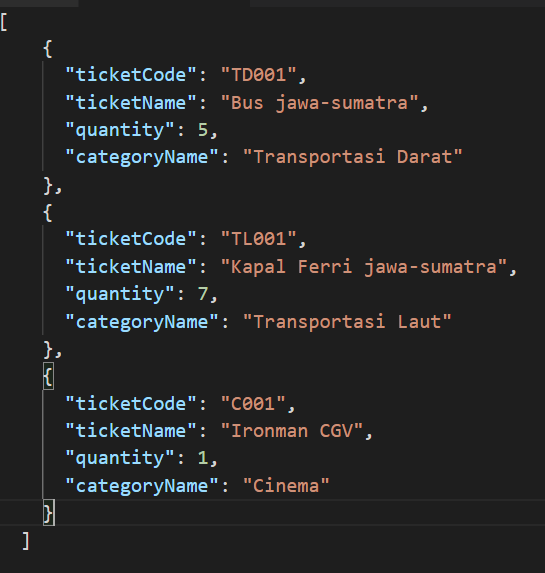 [
{
"ticketCode": "TD001",
"ticketName": "Bus jawa-sumatra",
"quantity": 5,
"categoryName": "Transportasi Darat"
},
{
"ticketCode": "TL001",
"ticketName": "Kapal Ferri jawa-sumatra",
"quantity": 7,
"categoryName": "Transportasi Laut"
},
{
"ticketCode": "C001",
"ticketName": "Ironman CGV",
"quantity": 1,
"categoryName": "Cinema"
}
]